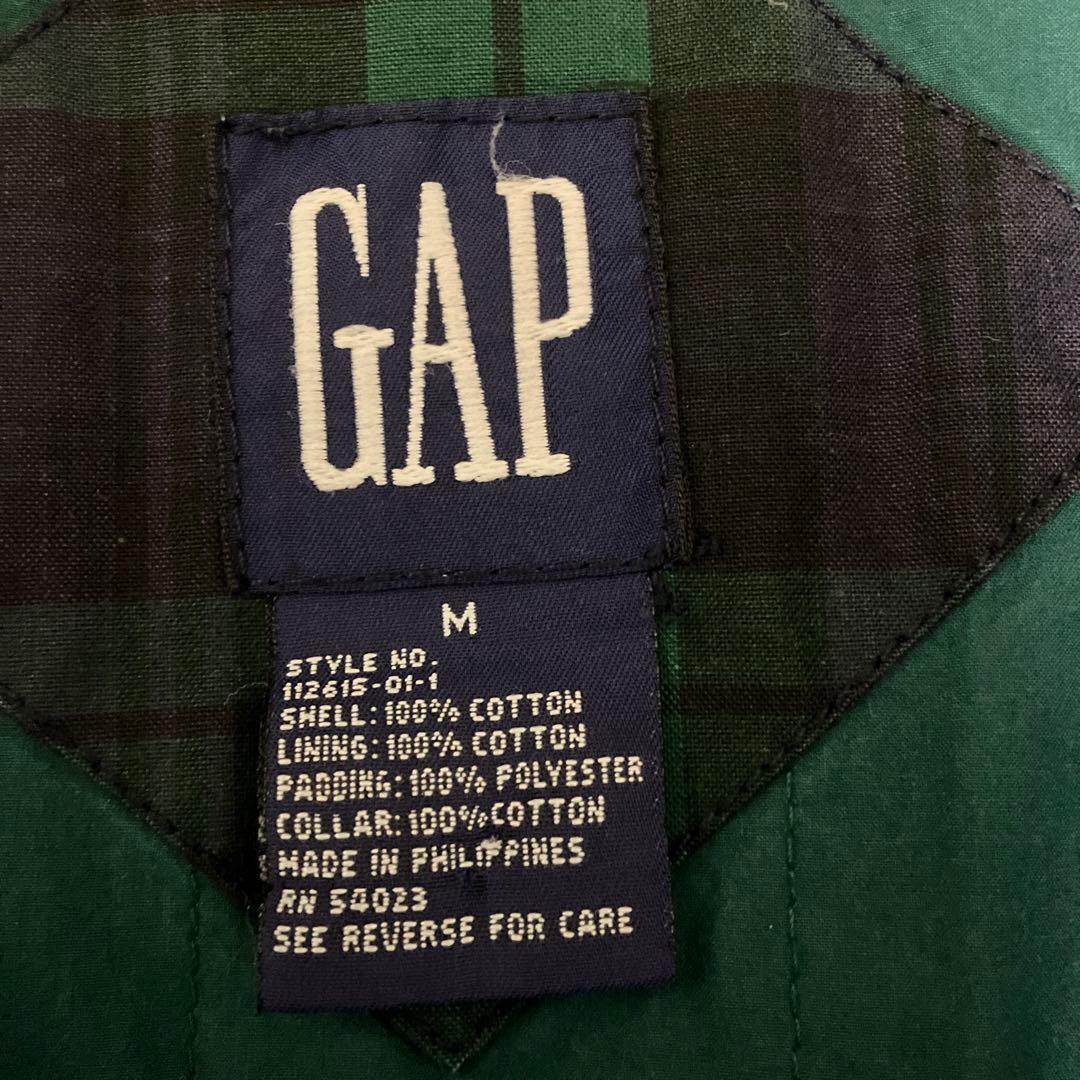 GAP
M
STYLE NO.
112615-01-1
SHELL: 100% COTTON
LINING: 100% COTTON
PADDING: 100% POLYESTER
COLLAR: 100% COTTON
MADE IN PHILIPPINES
RN 54023
SEE REVERSE FOR CARE